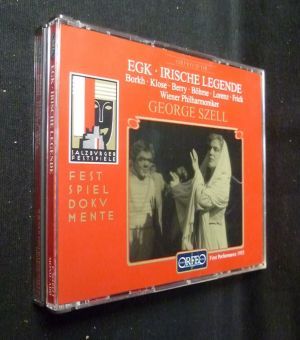 EGK · IRISCHE LEGENDE
Borkh · Klose · Berry · Böhme · Lorenz · Frick
Wiener Philharmoniker
GEORGE SZELL
SALZBURGER
FESTSPIELE
FEST
SPIEL
DOKU
MENTE
ORFEO
First Performance 1955
EGK · IRISCHE LEGENDE